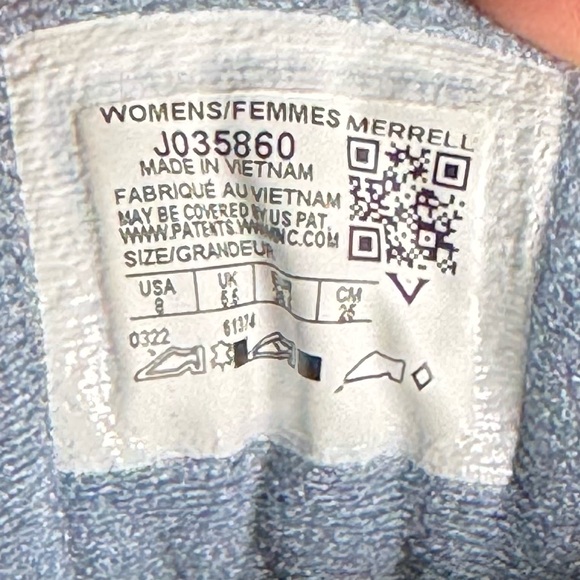 WOMENS/FEMMES MERRELL
J035860
MADE IN VIETNAM
FABRIQUÉ AU VIETNAM
MAY BE COVERED BY US PAT.
SIZE/GRANDEUR
USA UK CM
8 5.5 25
0322 61374